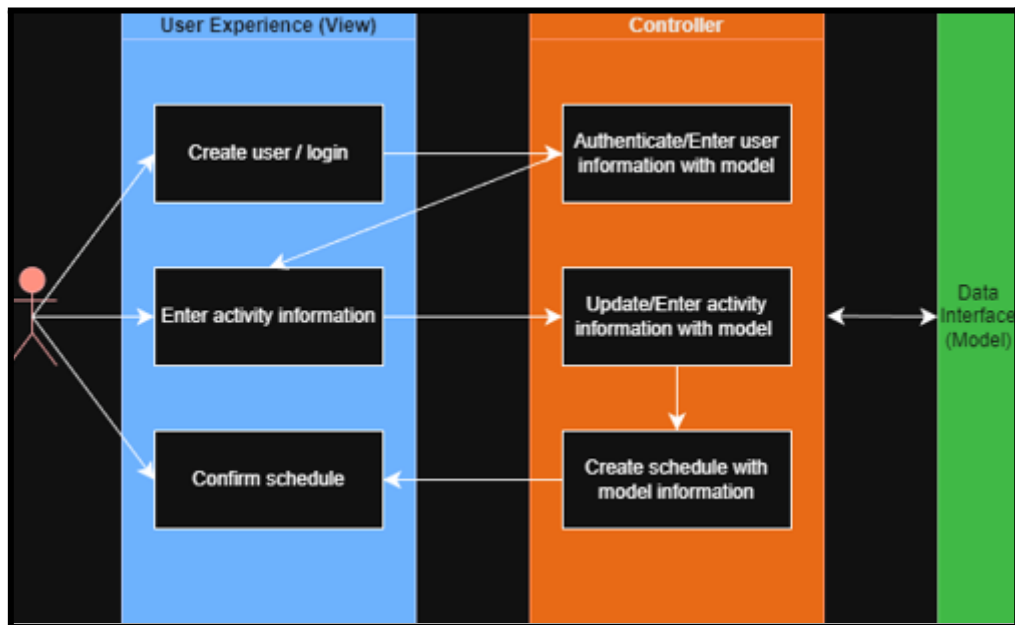 User Experience (View)
Controller
Create user / login
Authenticate/Enter user
information with model
Enter activity information
Update/Enter activity
information with model
Data
Interface
(Model)
Confirm schedule
Create schedule with
model information